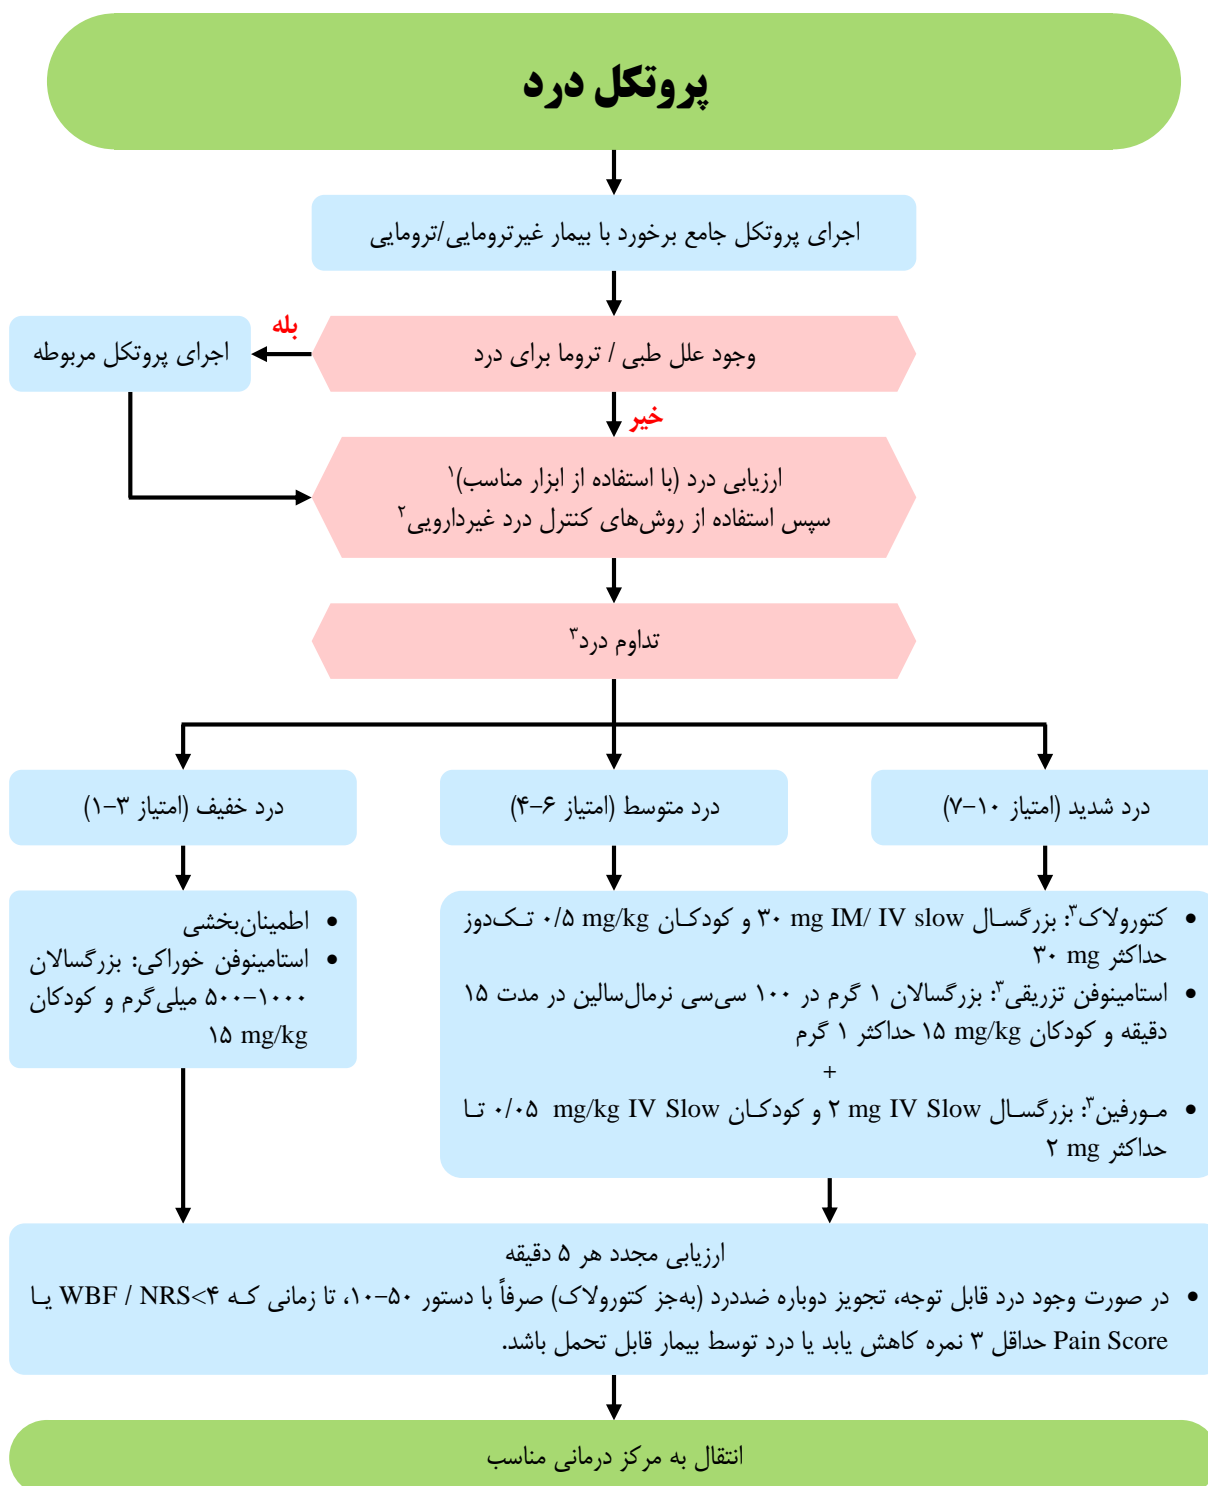 پروتکل درد
اجرای پروتکل جامع برخورد با بیمار غیرترومایی/ترومایی
وجود علل طبی / تروما برای درد
بله
اجرای پروتکل مربوطه
خیر
ارزیابی درد (با استفاده از ابزار مناسب)۱
سپس استفاده از روش‌های کنترل درد غیردارویی۲
تداوم درد۳
درد شدید (امتیاز ۱۰-۷)
درد متوسط (امتیاز ۶-۴)
درد خفیف (امتیاز ۳-۱)
• کتورولاک۳: بزرگسال ۳۰ mg IM/ IV slow و کودکان ۰/۵ mg/kg تک‌دوز
حداکثر ۳۰ mg
• استامینوفن تزریقی۳: بزرگسالان ۱ گرم در ۱۰۰ سی‌سی نرمال‌سالین در مدت ۱۵
دقیقه و کودکان ۱۵ mg/kg حداکثر ۱ گرم
+
• مورفین۳: بزرگسال ۲ mg IV Slow و کودکان ۰/۰۵ mg/kg IV Slow تا
حداکثر ۲ mg
• اطمینان‌بخشی
• استامینوفن خوراکی: بزرگسالان
۱۰۰۰-۵۰۰ میلی‌گرم و کودکان
۱۵ mg/kg
ارزیابی مجدد هر ۵ دقیقه
• در صورت وجود درد قابل توجه، تجویز دوباره ضددرد (به‌جز کتورولاک) صرفاً با دستور ۵۰-۱۰، تا زمانی که WBF / NRS<۴ یا
Pain Score حداقل ۳ نمره کاهش یابد یا درد توسط بیمار قابل تحمل باشد.
انتقال به مرکز درمانی مناسب